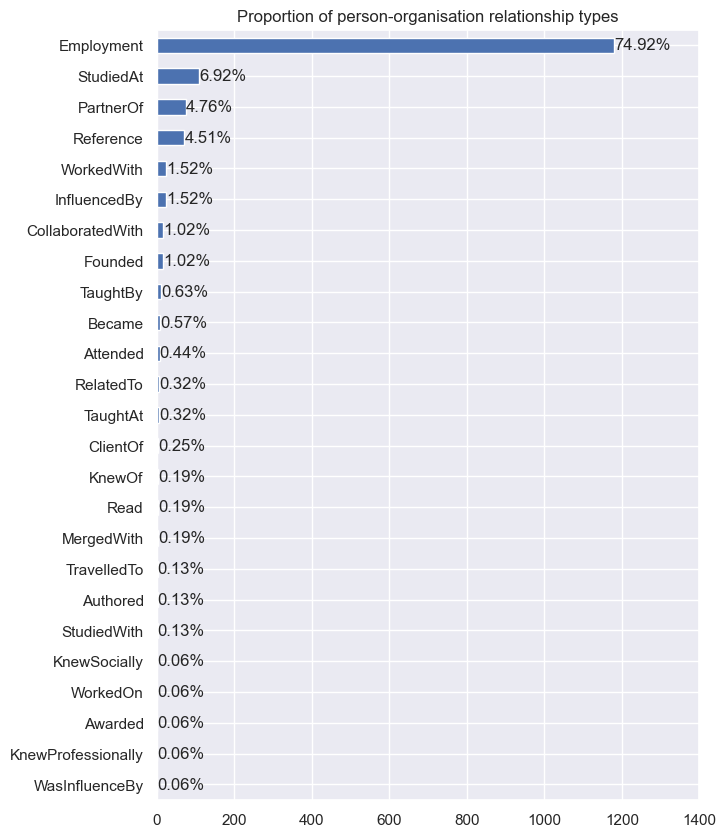 Proportion of person-organisation relationship types
Employment 74.92%
StudiedAt 6.92%
PartnerOf 4.76%
Reference 4.51%
WorkedWith 1.52%
InfluencedBy 1.52%
CollaboratedWith 1.02%
Founded 1.02%
TaughtBy 0.63%
Became 0.57%
Attended 0.44%
RelatedTo 0.32%
TaughtAt 0.32%
ClientOf 0.25%
KnewOf 0.19%
Read 0.19%
MergedWith 0.19%
TravelledTo 0.13%
Authored 0.13%
StudiedWith 0.13%
KnewSocially 0.06%
WorkedOn 0.06%
Awarded 0.06%
KnewProfessionally 0.06%
WasInfluenceBy 0.06%
0 200 400 600 800 1000 1200 1400